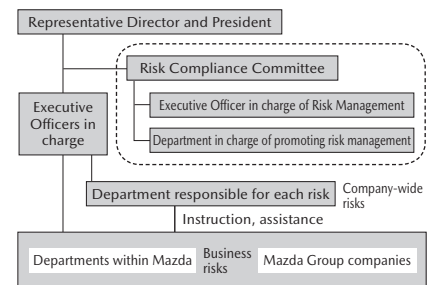 Representative Director and President
Risk Compliance Committee
Executive Officer in charge of Risk Management
Department in charge of promoting risk management
Executive
Officers in
charge
Department responsible for each risk
Company-wide
risks
Instruction, assistance
Departments within Mazda
Business
risks
Mazda Group companies